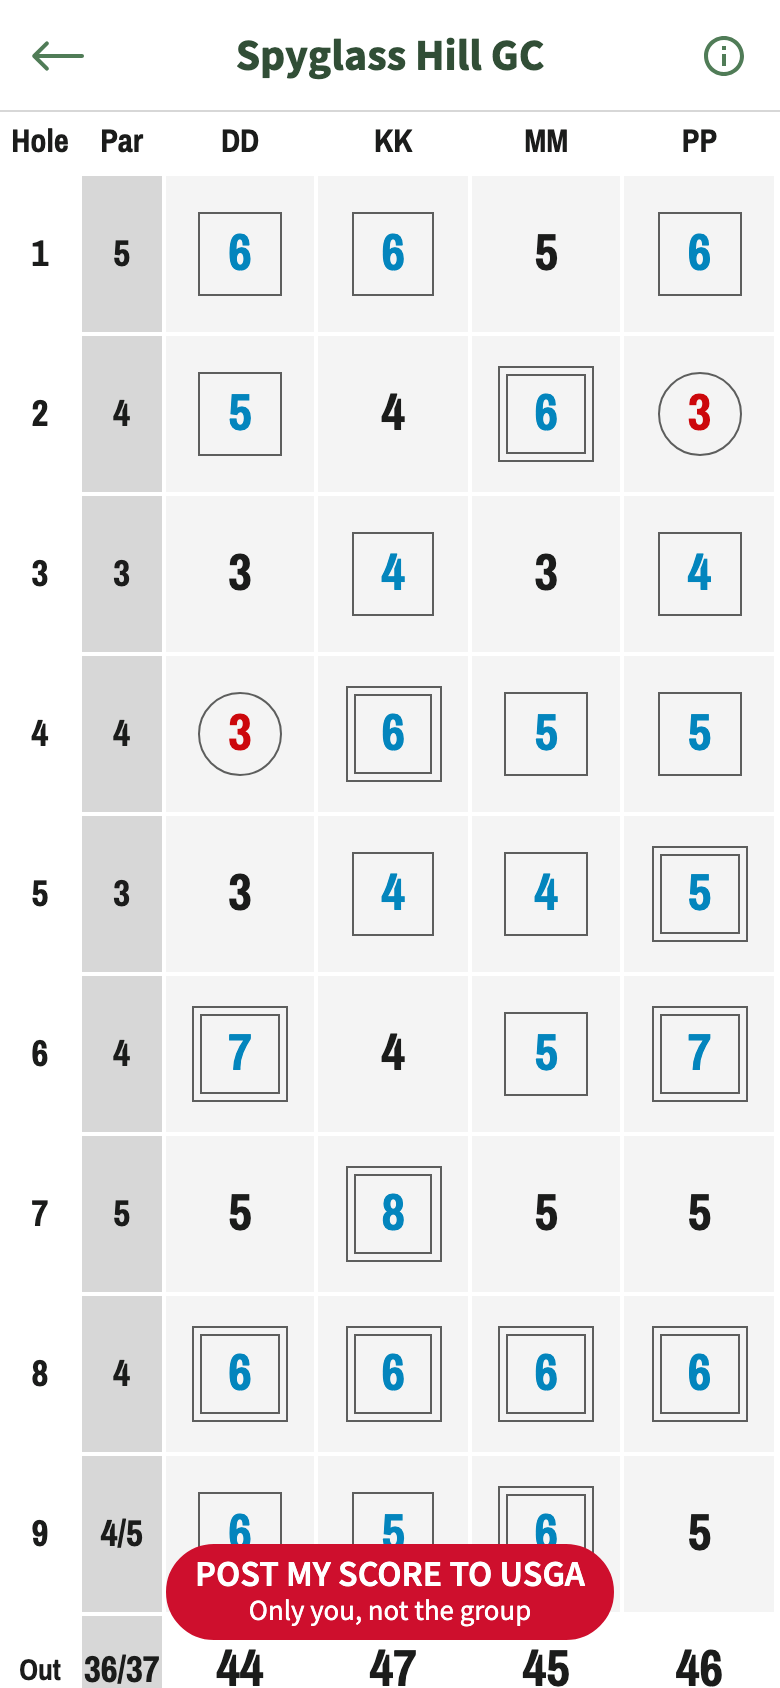 Spyglass Hill GC
Hole Par DD KK MM PP
1 5 6 6 5 6
2 4 5 4 6 3
3 3 3 4 3 4
4 4 3 6 5 5
5 3 3 4 4 5
6 4 7 4 5 7
7 5 5 8 5 5
8 4 6 6 6 6
9 4/5 6 5 6 5
POST MY SCORE TO USGA
Only you, not the group
Out 36/37 44 47 45 46